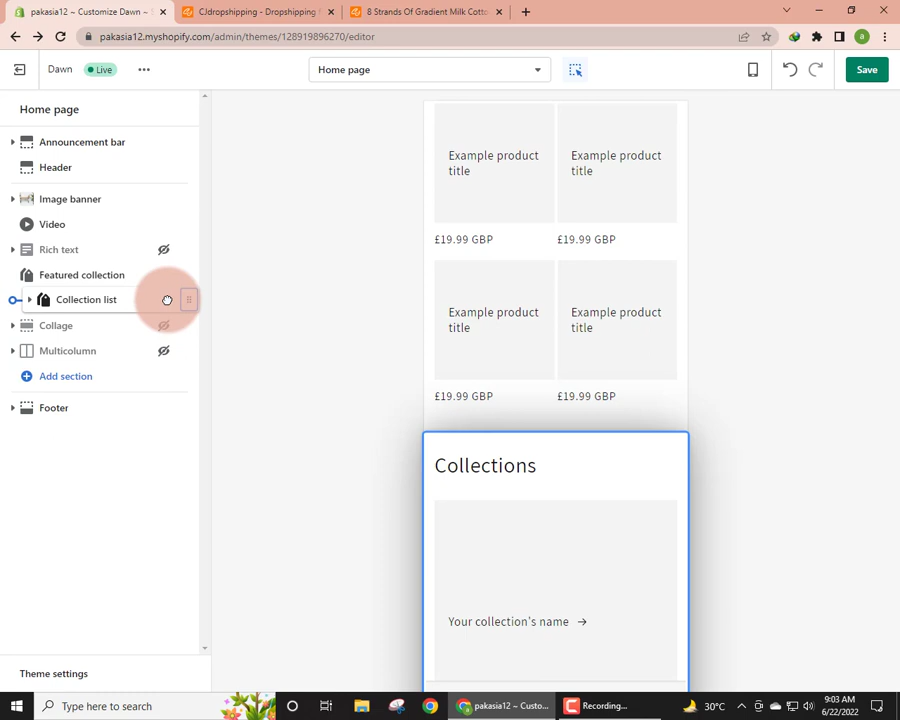 pakasia12 ~ Customize Dawn ~
CJdropshipping - Dropshipping
8 Strands Of Gradient Milk Cotto
pakasia12.myshopify.com/admin/themes/128919896270/editor
a
Dawn
Live
Home page
Save
Home page
Announcement bar
Header
Image banner
Video
Rich text
Featured collection
Collection list
Collage
Multicolumn
Add section
Footer
Theme settings
Example product title
Example product title
£19.99 GBP
£19.99 GBP
Example product title
Example product title
£19.99 GBP
£19.99 GBP
Collections
Your collection's name →
Type here to search
pakasia12 ~ Custo...
Recording...
30°C
9:03 AM
6/22/2022